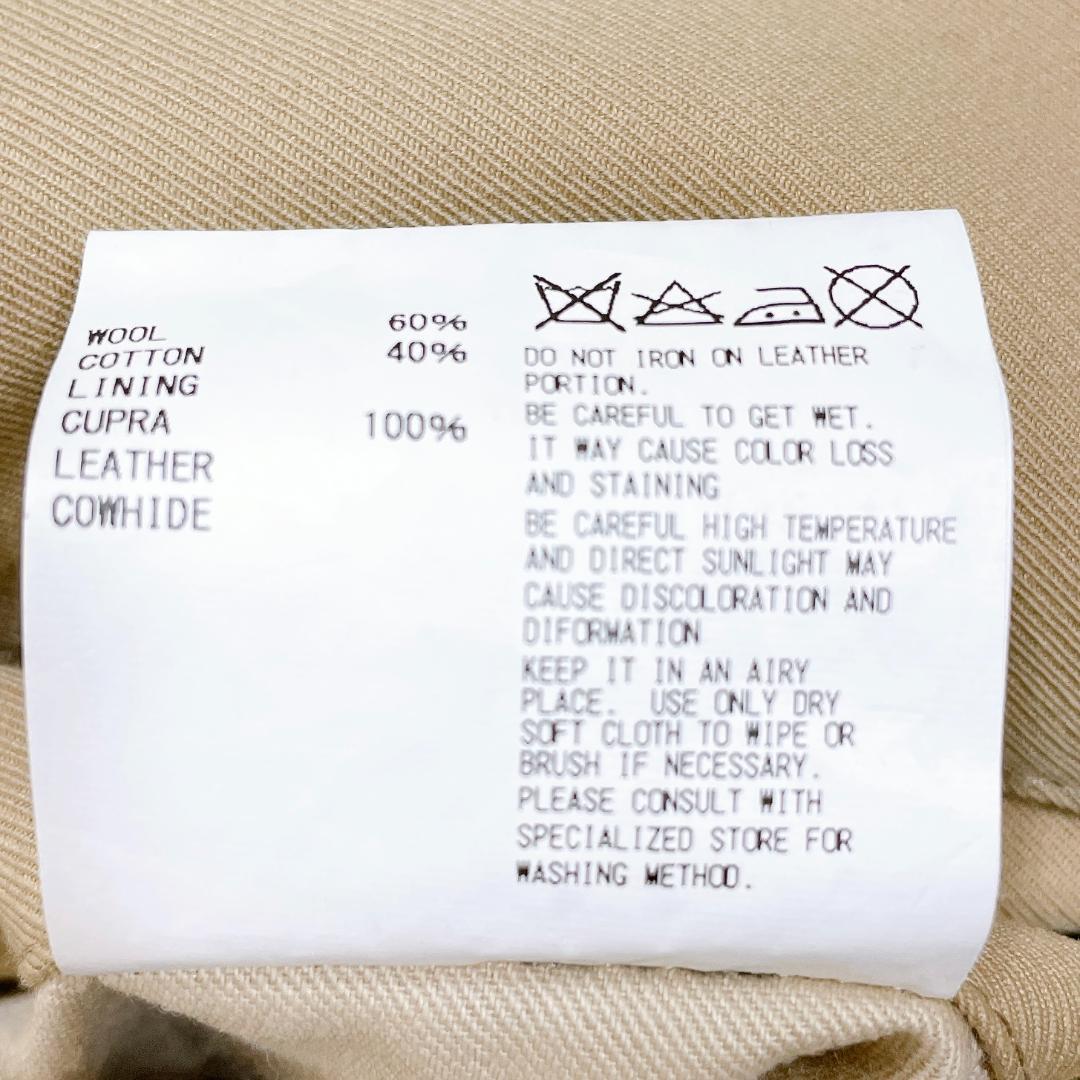 WOOL 60%
COTTON 40%
LINING
CUPRA 100%
LEATHER
COWHIDE
DO NOT IRON ON LEATHER
PORTION.
BE CAREFUL TO GET WET.
IT MAY CAUSE COLOR LOSS
AND STAINING
BE CAREFUL HIGH TEMPERATURE
AND DIRECT SUNLIGHT MAY
CAUSE DISCOLORATION AND
DIFORMATION
KEEP IT IN AN AIRY
PLACE. USE ONLY DRY
SOFT CLOTH TO WIPE OR
BRUSH IF NECESSARY.
PLEASE CONSULT WITH
SPECIALIZED STORE FOR
WASHING METHOD.